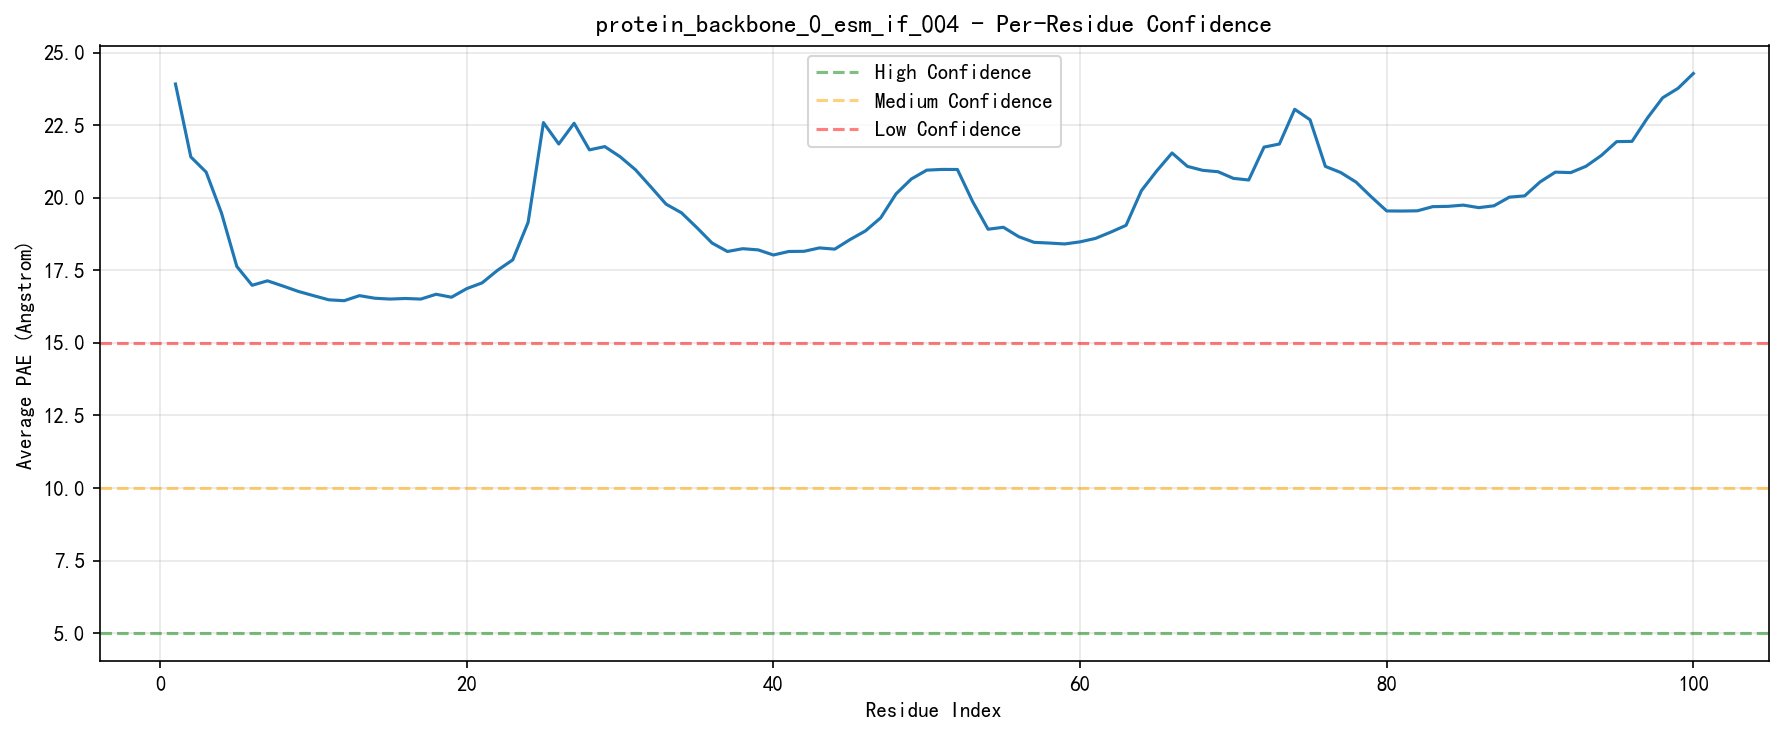 protein_backbone_0_esm_if_004 - Per-Residue Confidence
High Confidence
Medium Confidence
Low Confidence
Average PAE (Angstrom)
25.0
22.5
20.0
17.5
15.0
12.5
10.0
7.5
5.0
0 20 40 60 80 100
Residue Index